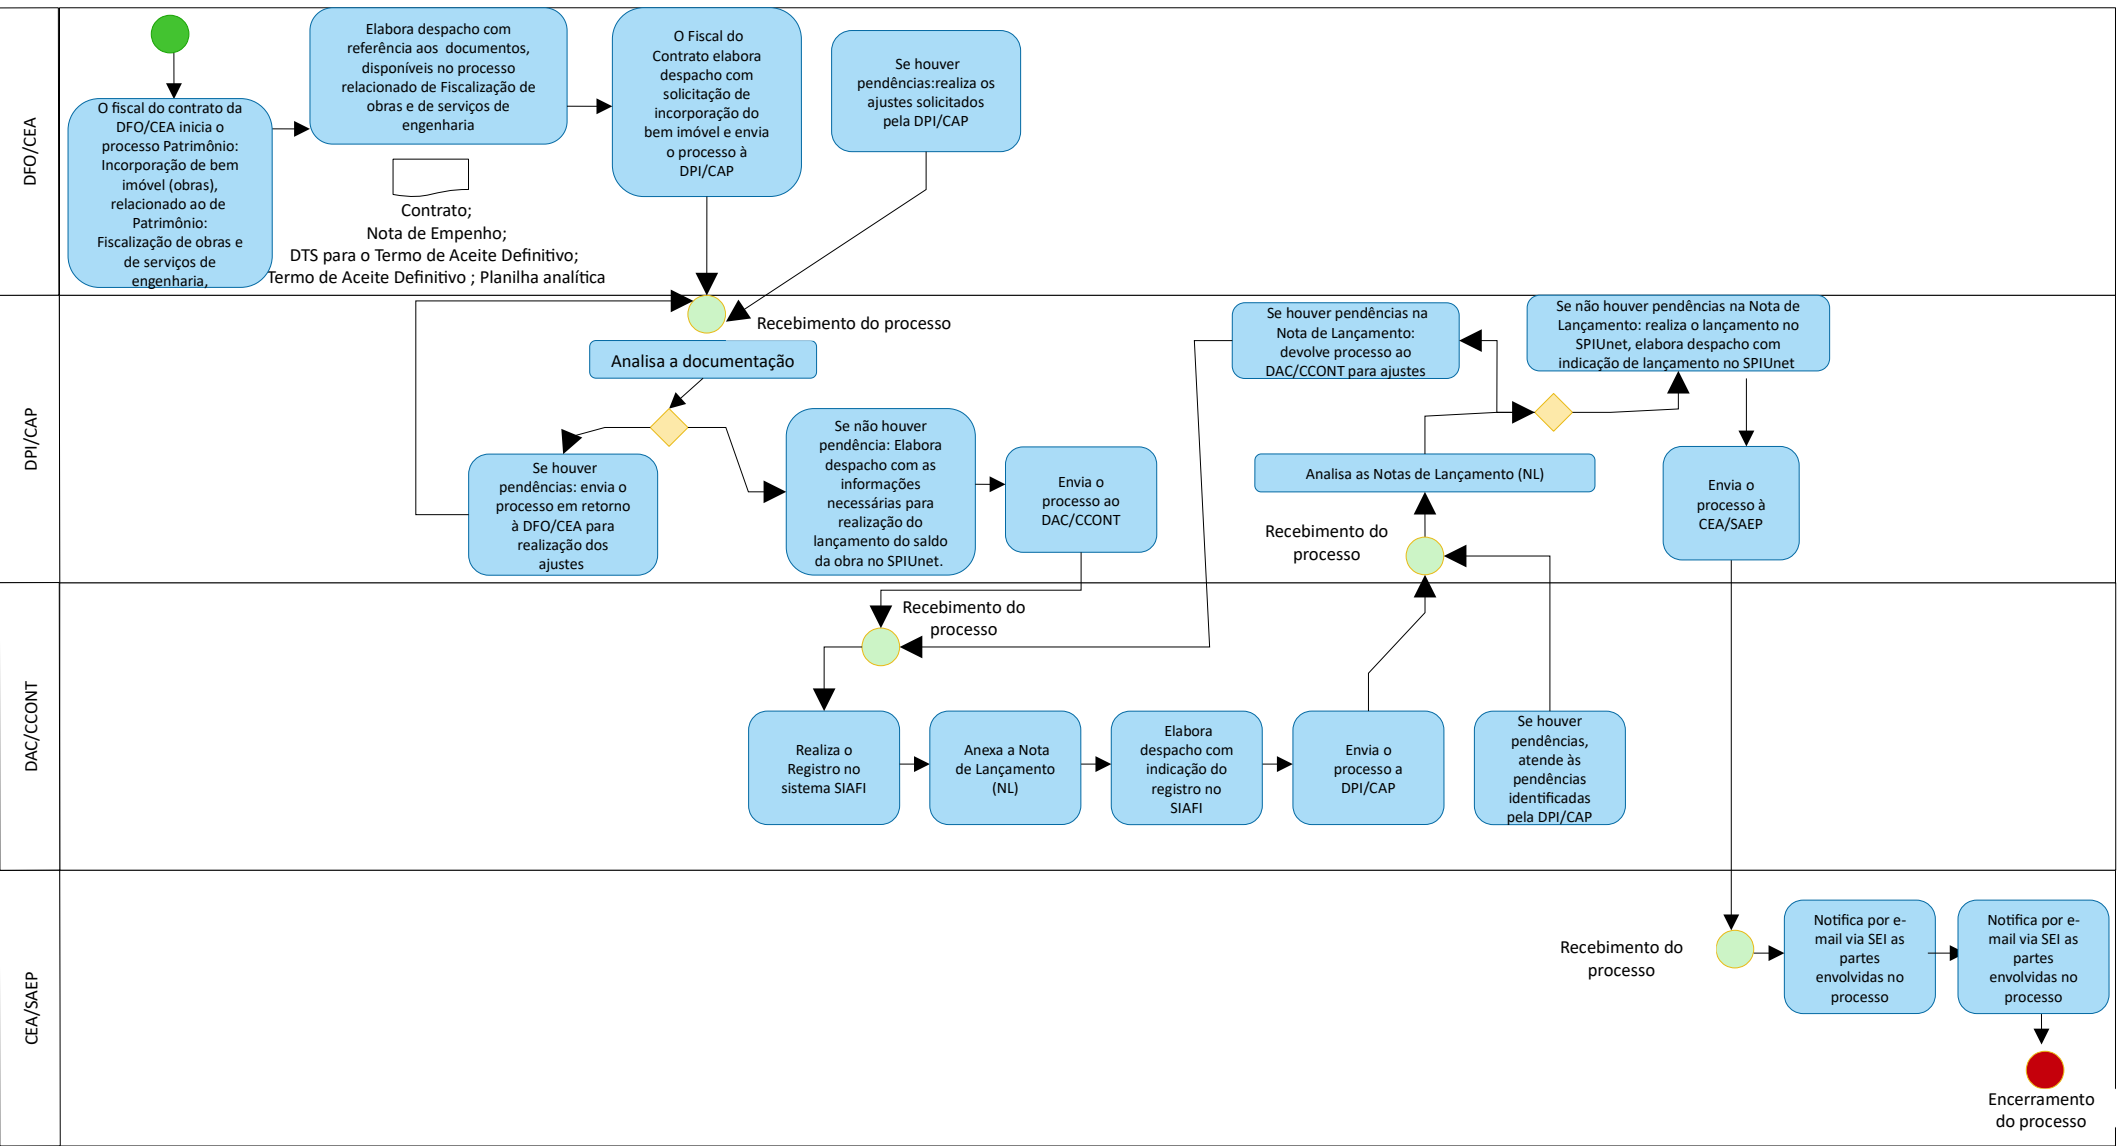 DFO/CEA
O fiscal do contrato da
DFO/CEA inicia o
processo Patrimônio:
Incorporação de bem
imóvel (obras),
relacionado ao de
Patrimônio:
Fiscalização de obras e
de serviços de
engenharia,
Elabora despacho com
referência aos documentos,
disponíveis no processo
relacionado de Fiscalização de
obras e de serviços de
engenharia
Contrato;
Nota de Empenho;
DTS para o Termo de Aceite Definitivo;
Termo de Aceite Definitivo ; Planilha analítica
O Fiscal do
Contrato elabora
despacho com
solicitação de
incorporação do
bem imóvel e envia
o processo à
DPI/CAP
Se houver
pendências:realiza os
ajustes solicitados
pela DPI/CAP
DPI/CAP
Recebimento do processo
Analisa a documentação
Se houver
pendências: envia o
processo em retorno
à DFO/CEA para
realização dos
ajustes
Se não houver
pendência: Elabora
despacho com as
informações
necessárias para
realização do
lançamento do saldo
da obra no SPIUnet.
Envia o
processo ao
DAC/CCONT
Se houver pendências na
Nota de Lançamento:
devolve processo ao
DAC/CCONT para ajustes
Se não houver pendências na Nota de
Lançamento: realiza o lançamento no
SPIUnet, elabora despacho com
indicação de lançamento no SPIUnet
Analisa as Notas de Lançamento (NL)
Recebimento do
processo
Envia o
processo à
CEA/SAEP
DAC/CCONT
Recebimento do
processo
Realiza o
Registro no
sistema SIAFI
Anexa a Nota
de Lançamento
(NL)
Elabora
despacho com
indicação do
registro no
SIAFI
Envia o
processo a
DPI/CAP
Se houver
pendências,
atende às
pendências
identificadas
pela DPI/CAP
CEA/SAEP
Recebimento do
processo
Notifica por e-
mail via SEI as
partes
envolvidas no
processo
Notifica por e-
mail via SEI as
partes
envolvidas no
processo
Encerramento
do processo